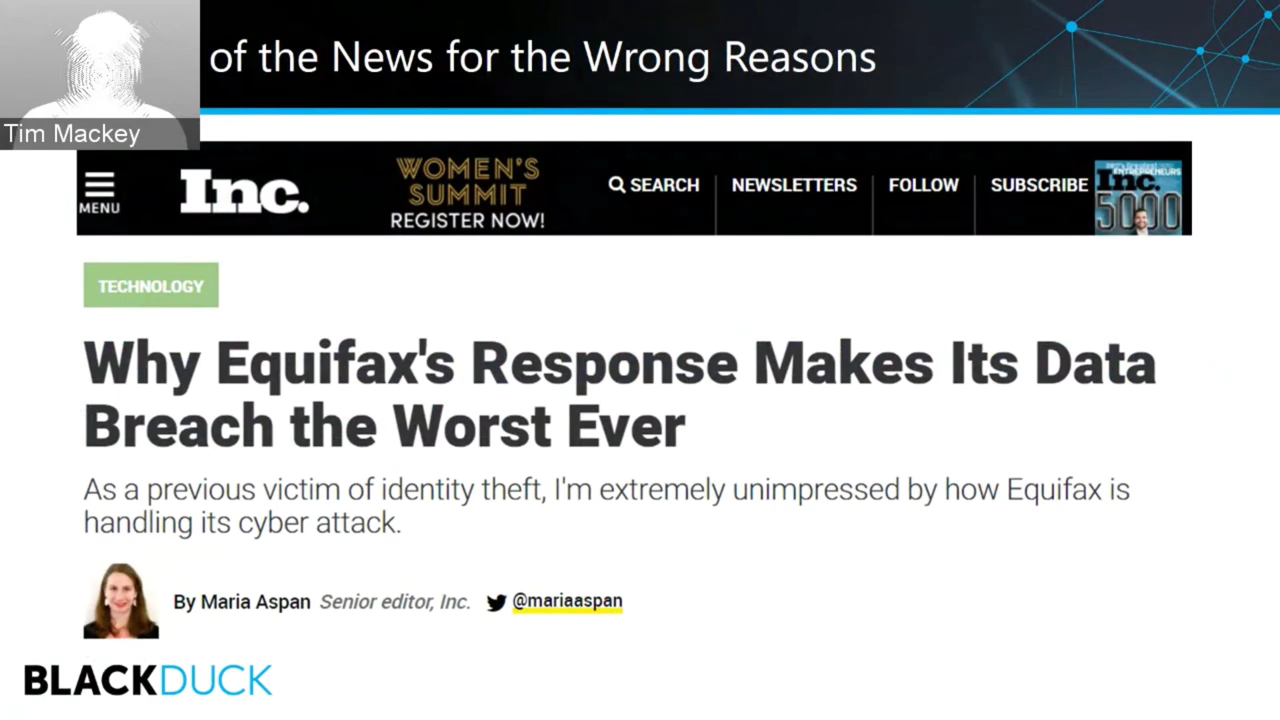 of the News for the Wrong Reasons
Tim Mackey
MENU
Inc.
WOMEN'S
SUMMIT
REGISTER NOW!
SEARCH
NEWSLETTERS
FOLLOW
SUBSCRIBE
ENTREPRENEURS
Inc.
5000
TECHNOLOGY
Why Equifax's Response Makes Its Data
Breach the Worst Ever
As a previous victim of identity theft, I'm extremely unimpressed by how Equifax is
handling its cyber attack.
By Maria Aspan Senior editor, Inc. @mariaaspan
BLACKDUCK